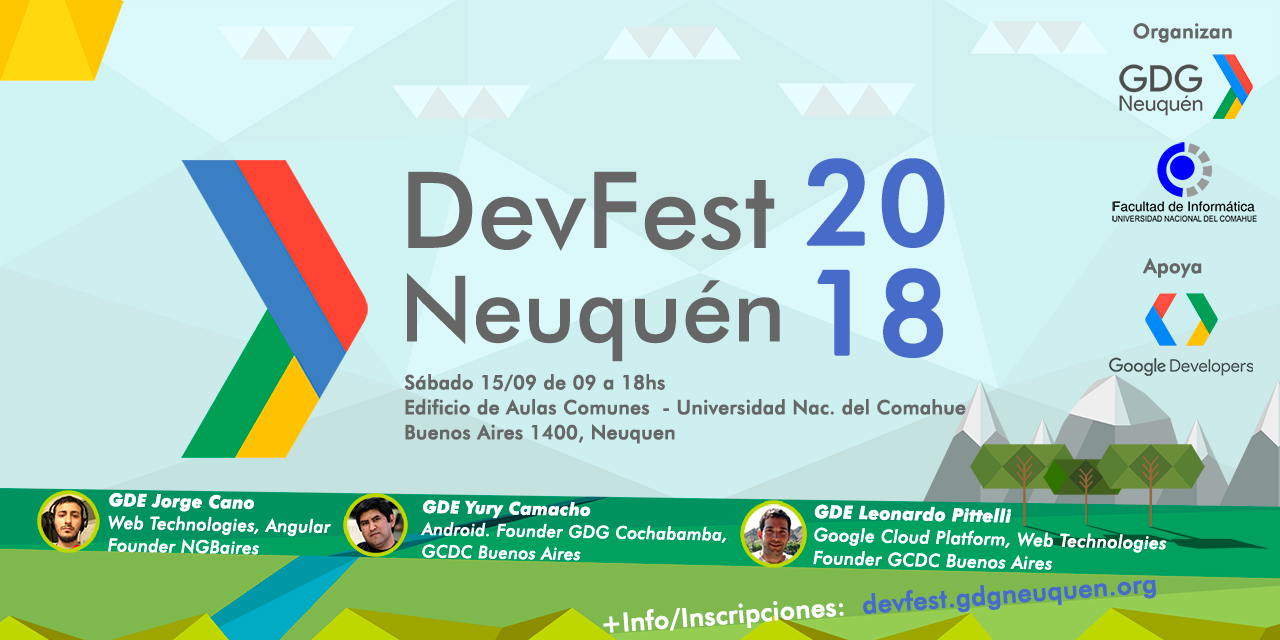 Organizan
GDG
Neuquén
Facultad de Informática
UNIVERSIDAD NACIONAL DEL COMAHUE
Apoya
Google Developers
DevFest 20
Neuquén 18
Sábado 15/09 de 09 a 18hs
Edificio de Aulas Comunes - Universidad Nac. del Comahue
Buenos Aires 1400, Neuquen
GDE Jorge Cano
Web Technologies, Angular
Founder NGBaires
GDE Yury Camacho
Android. Founder GDG Cochabamba,
GCDC Buenos Aires
GDE Leonardo Pittelli
Google Cloud Platform, Web Technologies
Founder GCDC Buenos Aires
+Info/Inscripciones: devfest.gdgneuquen.org